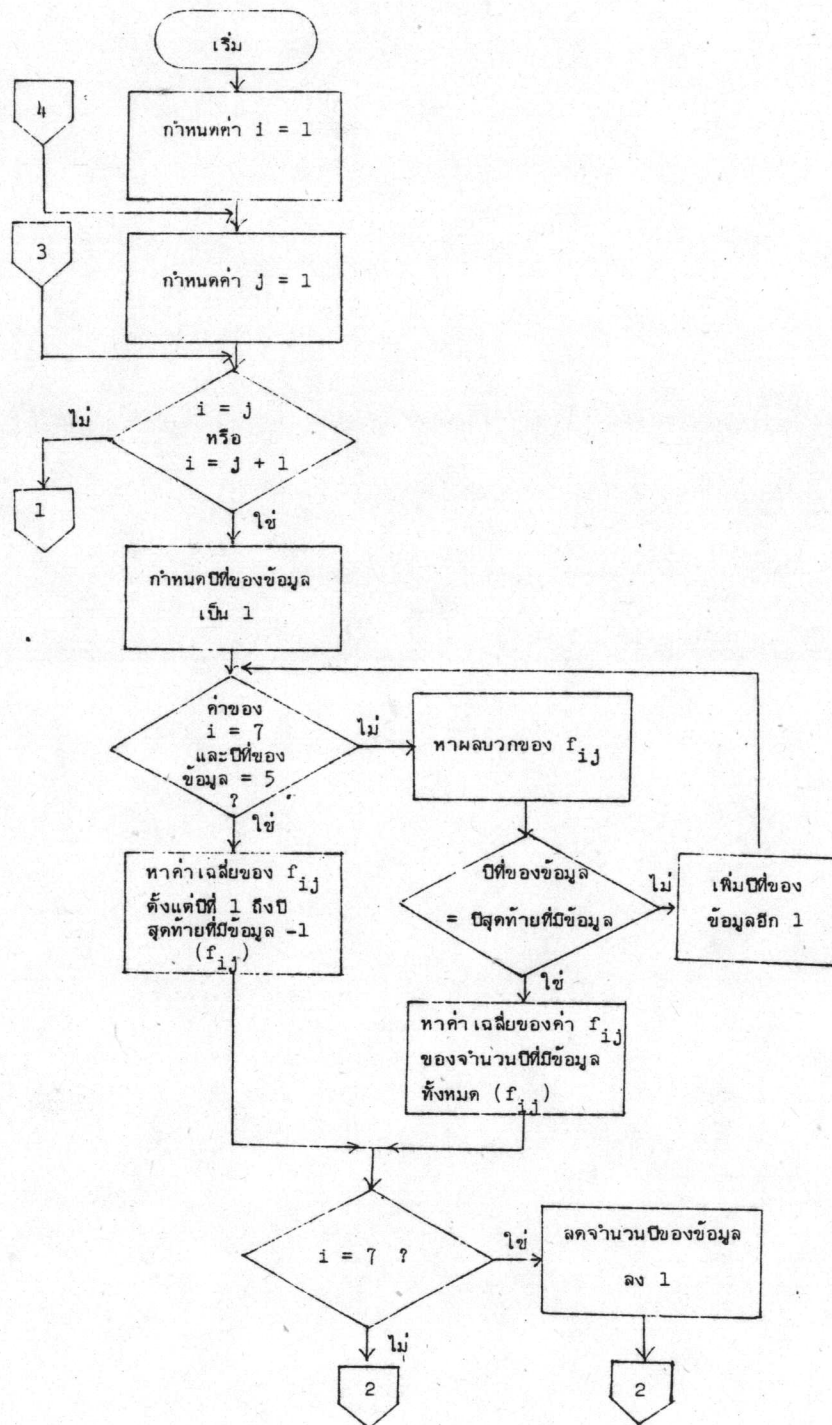 เริ่ม
4
กำหนดค่า i = 1
3
กำหนดค่า j = 1
i = j
ไม่
หรือ
i = j + 1
1
ใช่
กำหนดปีที่ของข้อมูล
เป็น 1
ค่าของ
i = 7
และปีที่ของ
ข้อมูล = 5
?
ไม่
หาผลบวกของ f_ij
ใช่
หาค่าเฉลี่ยของ f_ij
ตั้งแต่ปีที่ 1 ถึงปี
สุดท้ายที่มีข้อมูล -1
(f_ij)
ปีที่ของข้อมูล
= ปีสุดท้ายที่มีข้อมูล
ไม่
เพิ่มปีที่ของ
ข้อมูลอีก 1
ใช่
หาค่าเฉลี่ยของค่า f_ij
ของจำนวนปีที่มีข้อมูล
ทั้งหมด (f_ij)
i = 7 ?
ใช่
ลดจำนวนปีของข้อมูล
ลง 1
ไม่
2
2